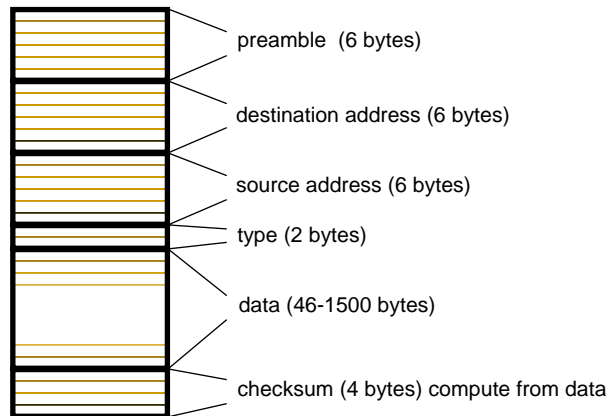 preamble (6 bytes)
destination address (6 bytes)
source address (6 bytes)
type (2 bytes)
data (46-1500 bytes)
checksum (4 bytes) compute from data